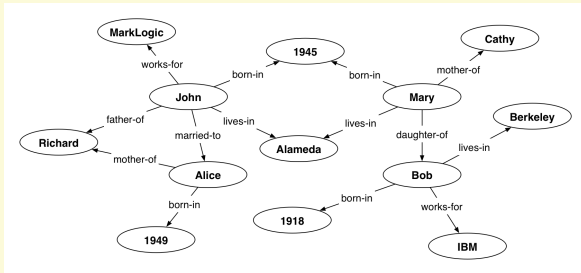 MarkLogic
1945
Cathy
works-for
born-in
born-in
mother-of
John
Mary
Berkeley
father-of
lives-in
lives-in
married-to
daughter-of
lives-in
Richard
mother-of
Alameda
Alice
Bob
born-in
born-in
works-for
1918
1949
IBM